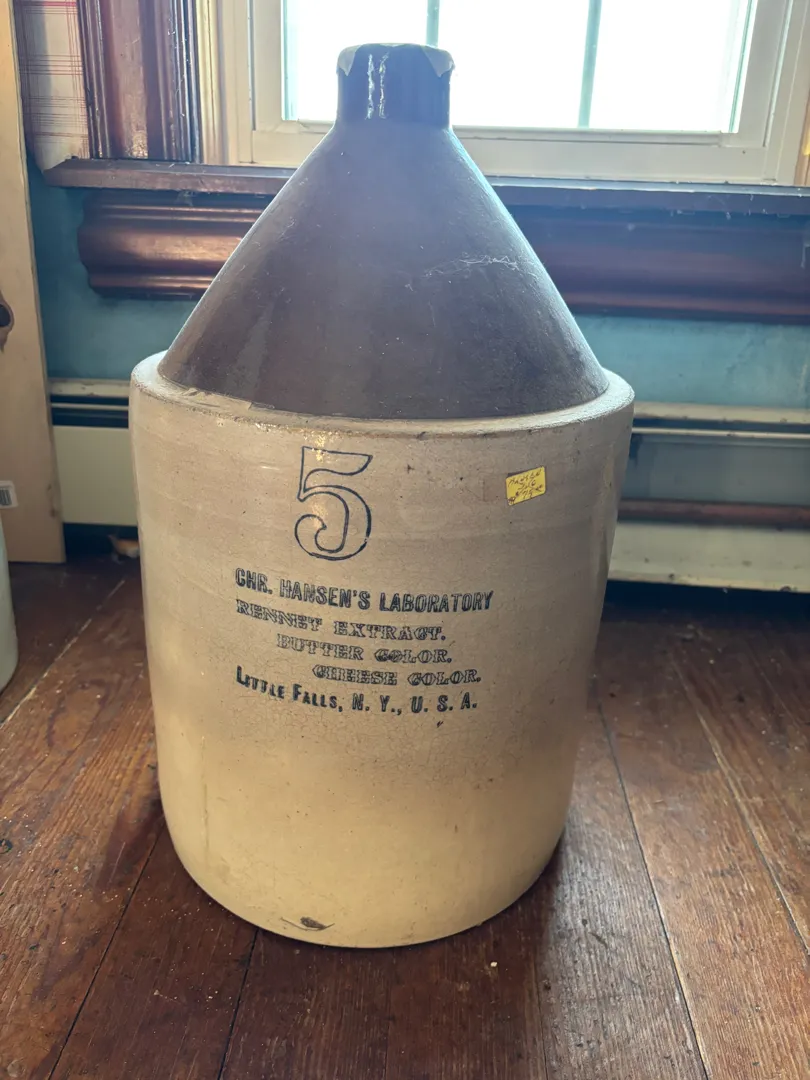 5
CHR. HANSEN'S LABORATORY
RENNET EXTRACT.
BUTTER COLOR.
CHEESE COLOR.
LITTLE FALLS, N. Y., U. S. A.